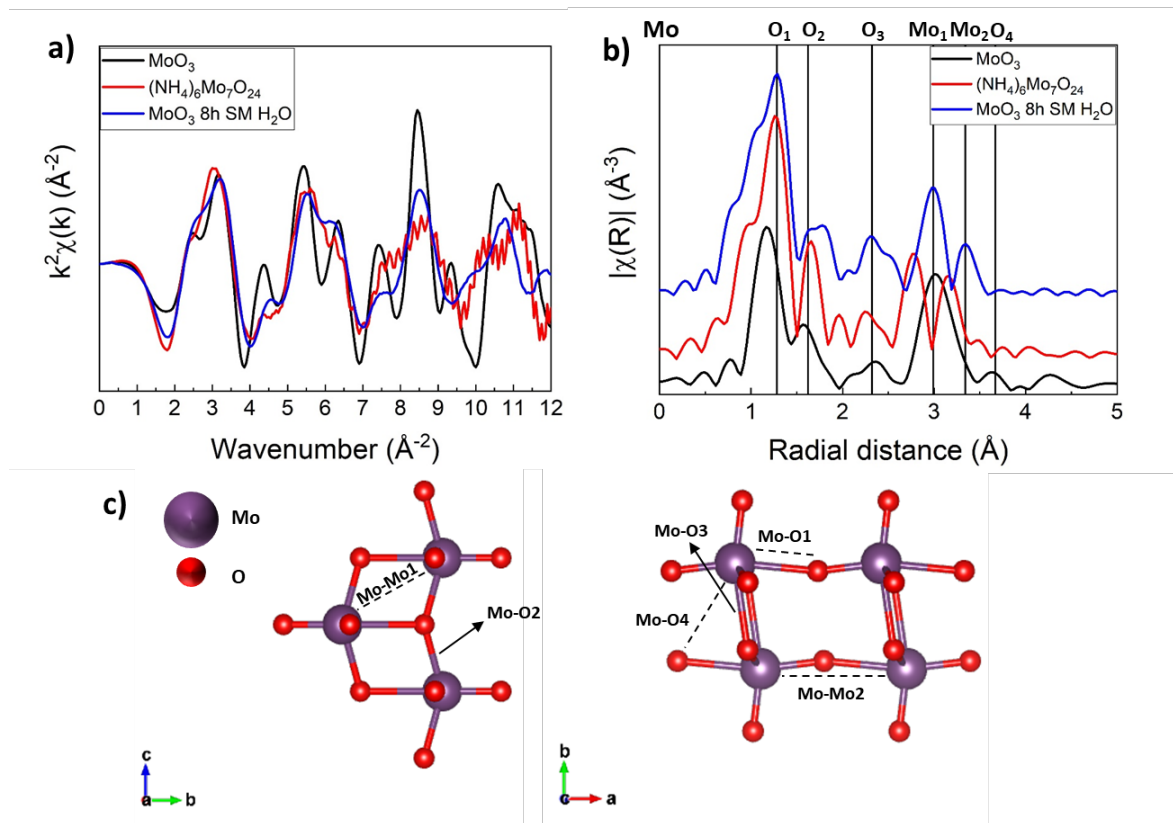 a)
MoO₃
(NH₄)₆Mo₇O₂₄
MoO₃ 8h SM H₂O
k²χ(k) (Å⁻²)
0 1 2 3 4 5 6 7 8 9 10 11 12
Wavenumber (Å⁻²)
b)
Mo O₁ O₂ O₃ Mo₁ Mo₂ O₄
MoO₃
(NH₄)₆Mo₇O₂₄
MoO₃ 8h SM H₂O
|χ(R)| (Å⁻³)
0 1 2 3 4 5
Radial distance (Å)
c)
Mo
O
Mo-Mo1
Mo-O2
c
a
b
Mo-O3
Mo-O1
Mo-O4
Mo-Mo2
b
c
a